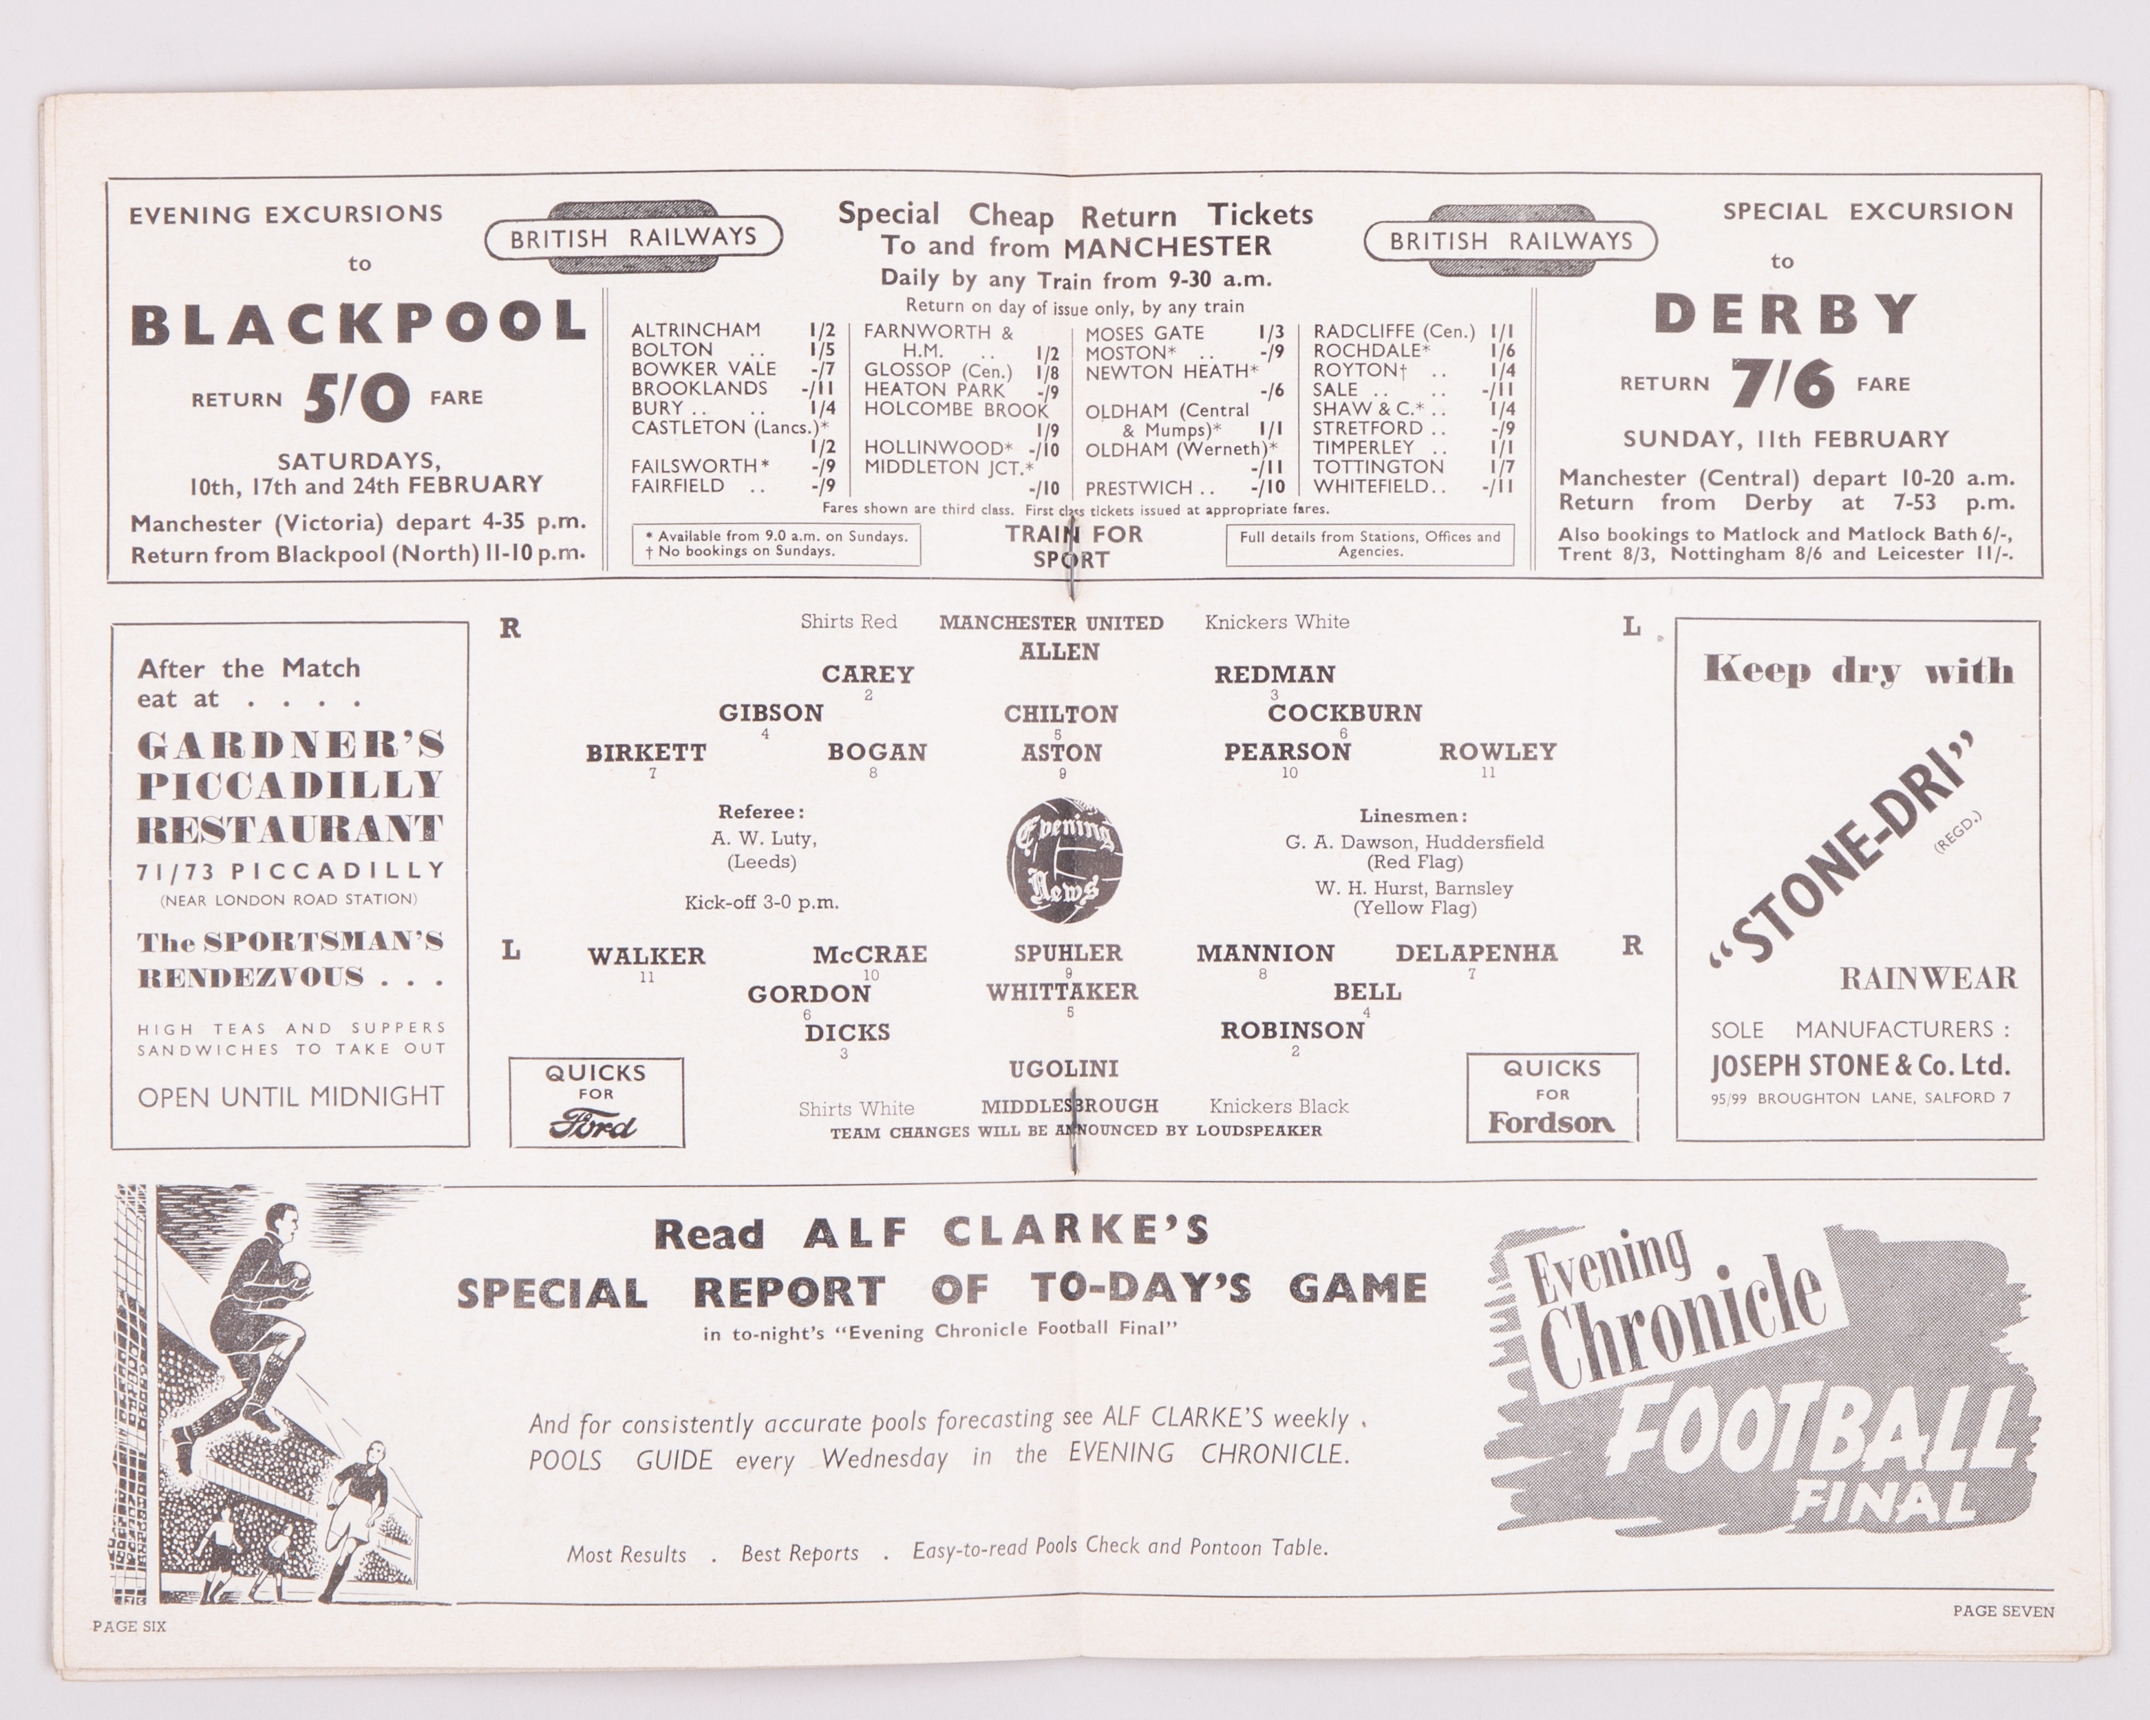 EVENING EXCURSIONS
to
BLACKPOOL
RETURN 5/0 FARE
SATURDAYS,
10th, 17th and 24th FEBRUARY
Manchester (Victoria) depart 4-35 p.m.
Return from Blackpool (North) 11-10 p.m.
BRITISH RAILWAYS
Special Cheap Return Tickets
To and from MANCHESTER
Daily by any Train from 9-30 a.m.
Return on day of issue only, by any train
ALTRINCHAM 1/2
BOLTON .. 1/5
BOWKER VALE -/7
BROOKLANDS -/11
BURY .. .. 1/4
CASTLETON (Lancs.)*
1/2
FAILSWORTH* -/9
FAIRFIELD .. -/9
FARNWORTH &
H.M. .. 1/2
GLOSSOP (Cen.) 1/8
HEATON PARK -/9
HOLCOMBE BROOK
1/9
HOLLINWOOD* -/10
MIDDLETON JCT.*
-/10
MOSES GATE 1/3
MOSTON* .. -/9
NEWTON HEATH*
-/6
OLDHAM (Central
& Mumps)* 1/1
OLDHAM (Werneth)*
-/11
PRESTWICH .. -/10
RADCLIFFE (Cen.) 1/1
ROCHDALE* 1/6
ROYTON† .. 1/4
SALE .. .. -/11
SHAW & C.* .. 1/4
STRETFORD .. -/9
TIMPERLEY .. 1/1
TOTTINGTON 1/7
WHITEFIELD .. -/11
Fares shown are third class. First class tickets issued at appropriate fares.
* Available from 9.0 a.m. on Sundays.
† No bookings on Sundays.
TRAIN FOR
SPORT
Full details from Stations, Offices and
Agencies.
BRITISH RAILWAYS
SPECIAL EXCURSION
to
DERBY
RETURN 7/6 FARE
SUNDAY, 11th FEBRUARY
Manchester (Central) depart 10-20 a.m.
Return from Derby at 7-53 p.m.
Also bookings to Matlock and Matlock Bath 6/-,
Trent 8/3, Nottingham 8/6 and Leicester 11/-.
After the Match
eat at . . . .
GARDNER'S
PICCADILLY
RESTAURANT
71/73 PICCADILLY
(NEAR LONDON ROAD STATION)
The SPORTSMAN'S
RENDEZVOUS . . .
HIGH TEAS AND SUPPERS
SANDWICHES TO TAKE OUT
OPEN UNTIL MIDNIGHT
R Shirts Red MANCHESTER UNITED Knickers White L
ALLEN
CAREY REDMAN
2 3
GIBSON CHILTON COCKBURN
4 5 6
BIRKETT BOGAN ASTON PEARSON ROWLEY
7 8 9 10 11
Referee:
A. W. Luty,
(Leeds)
Kick-off 3-0 p.m.
Evening
News
Linesmen:
G. A. Dawson, Huddersfield
(Red Flag)
W. H. Hurst, Barnsley
(Yellow Flag)
L WALKER McCRAE SPUHLER MANNION DELAPENHA R
11 10 9 8 7
GORDON WHITTAKER BELL
6 5 4
DICKS ROBINSON
3 2
UGOLINI
Shirts White MIDDLESBROUGH Knickers Black
TEAM CHANGES WILL BE ANNOUNCED BY LOUDSPEAKER
QUICKS
FOR
Ford
QUICKS
FOR
Fordson
Keep dry with
"STONE-DRI"
(REGD.)
RAINWEAR
SOLE MANUFACTURERS :
JOSEPH STONE & Co. Ltd.
95/99 BROUGHTON LANE, SALFORD 7
Read ALF CLARKE'S
SPECIAL REPORT OF TO-DAY'S GAME
in to-night's "Evening Chronicle Football Final"
And for consistently accurate pools forecasting see ALF CLARKE'S weekly
POOLS GUIDE every Wednesday in the EVENING CHRONICLE.
Most Results . Best Reports . Easy-to-read Pools Check and Pontoon Table.
Evening
Chronicle
FOOTBALL
FINAL
PAGE SIX
PAGE SEVEN